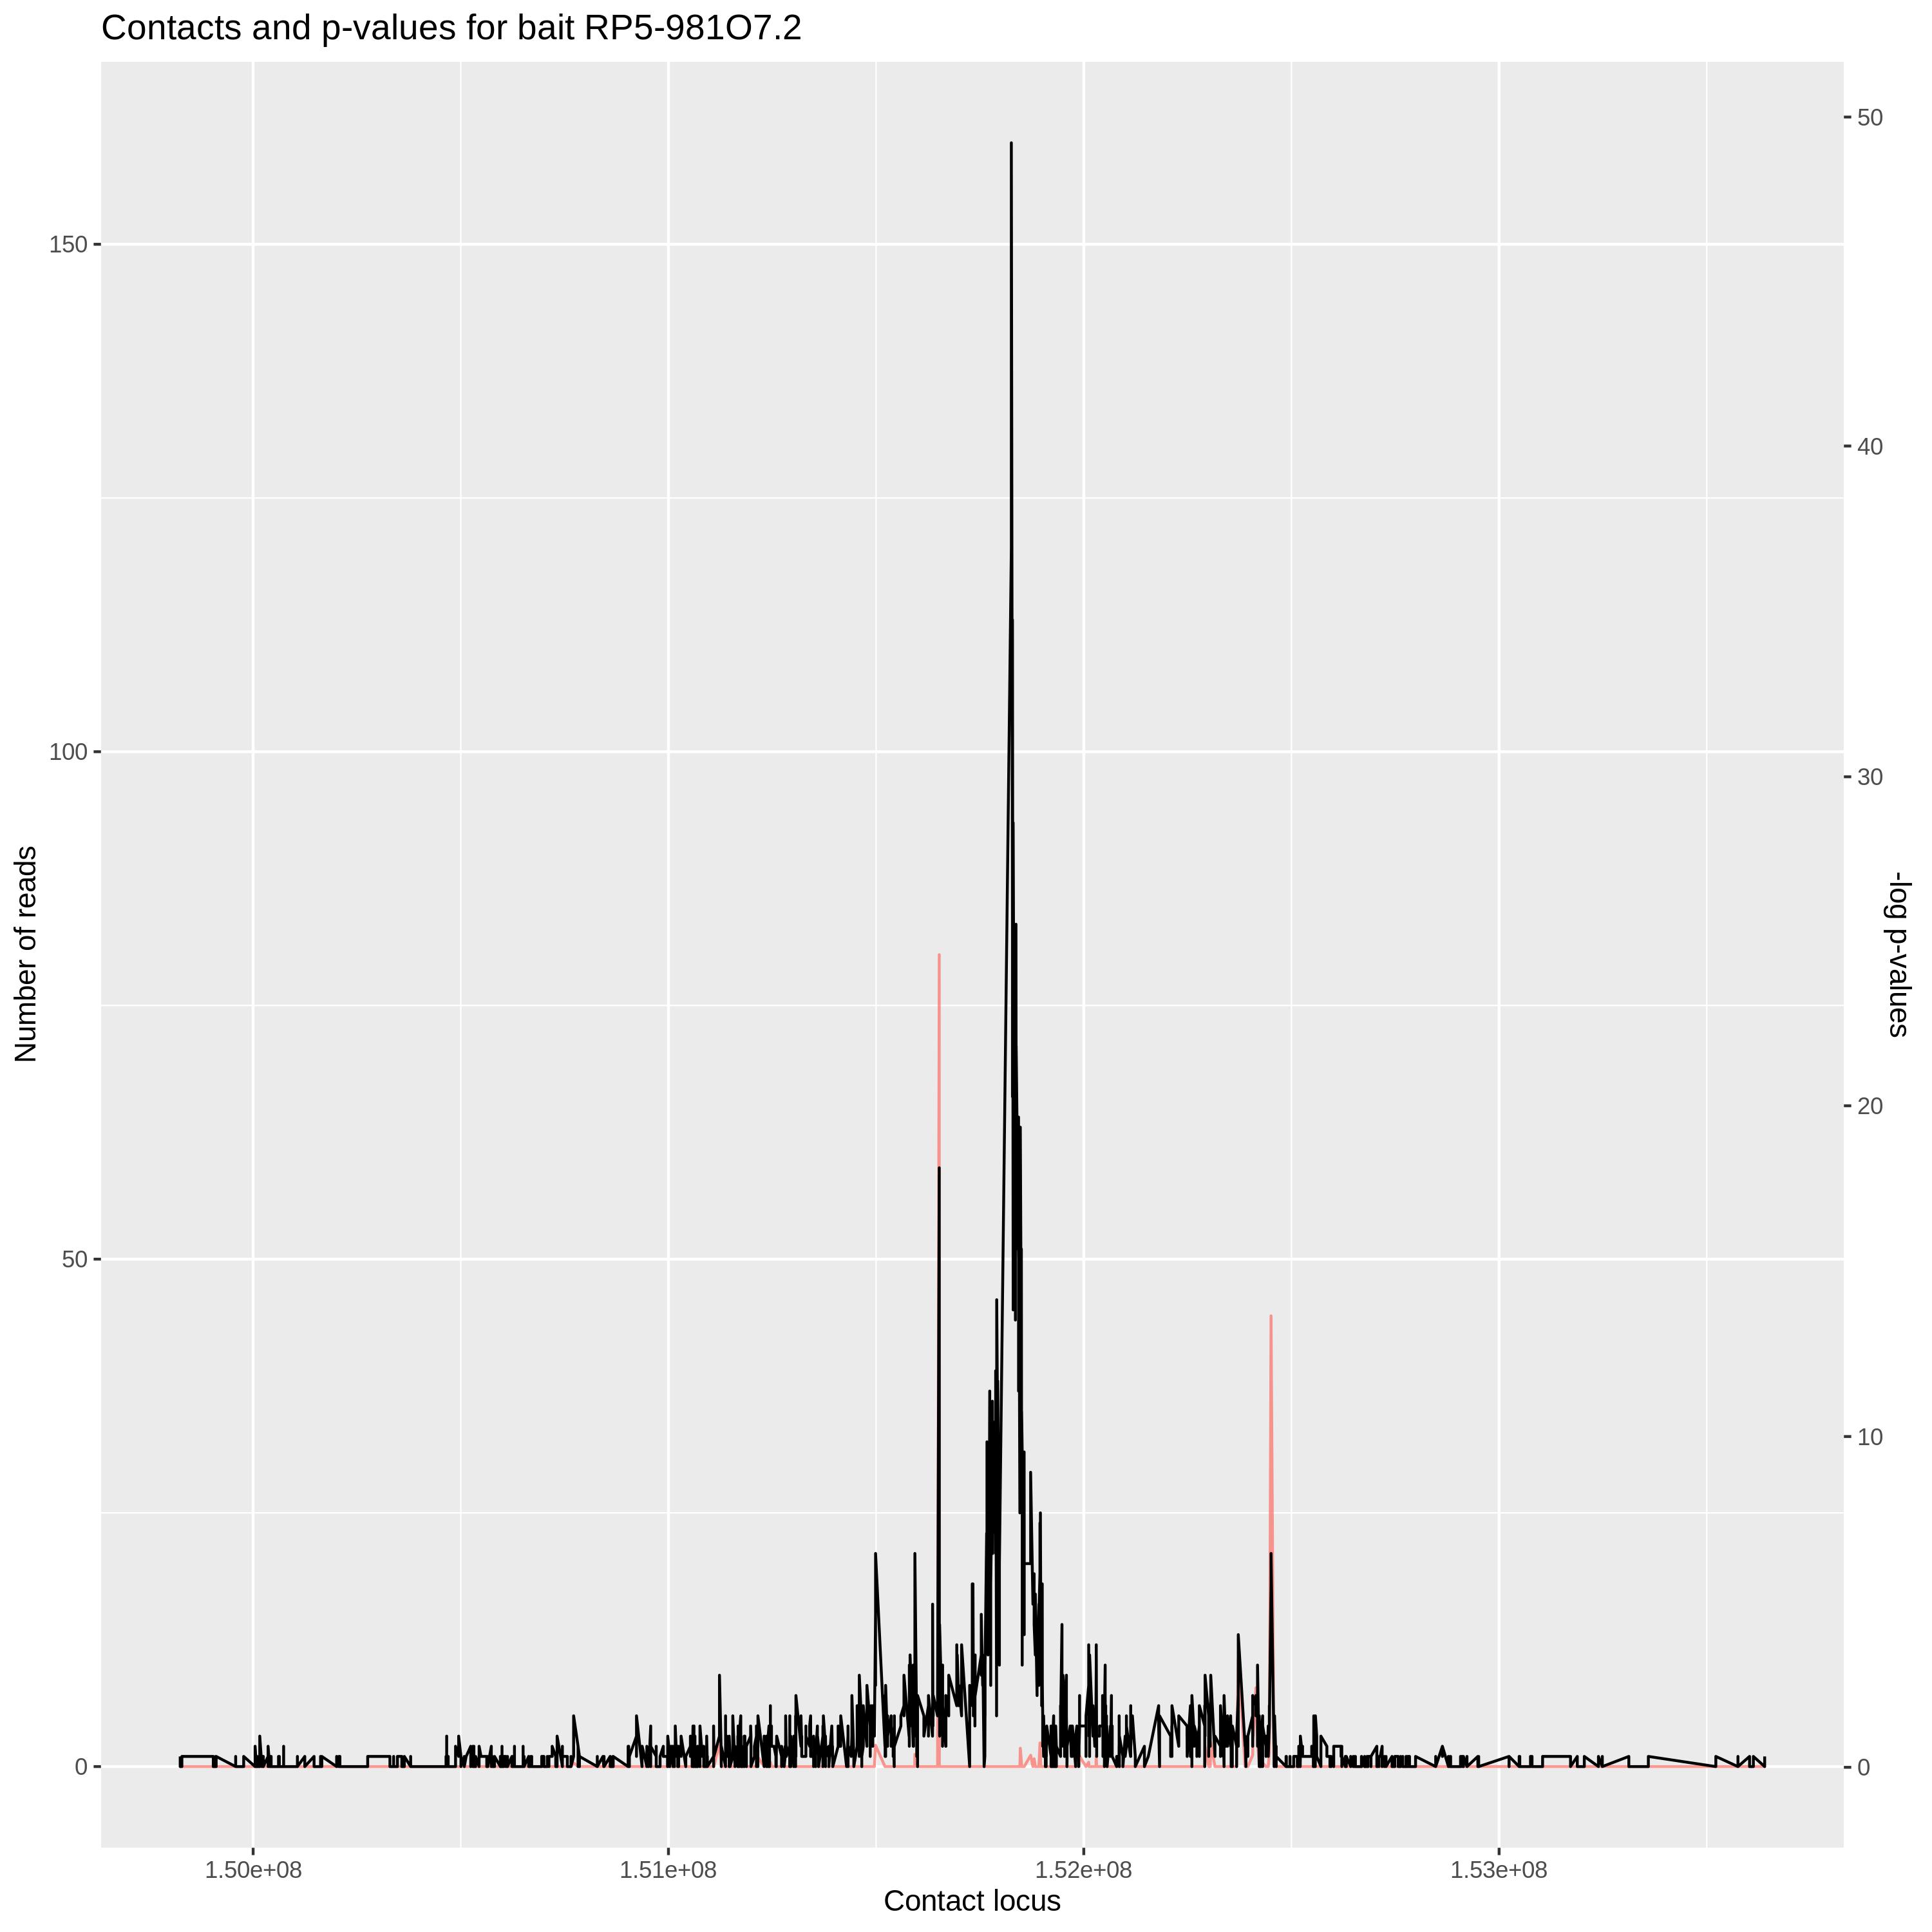 Contacts and p-values for bait RP5-981O7.2
150
100
50
0
Number of reads
50
40
30
20
10
0
-log p-values
1.50e+08
1.51e+08
1.52e+08
1.53e+08
Contact locus